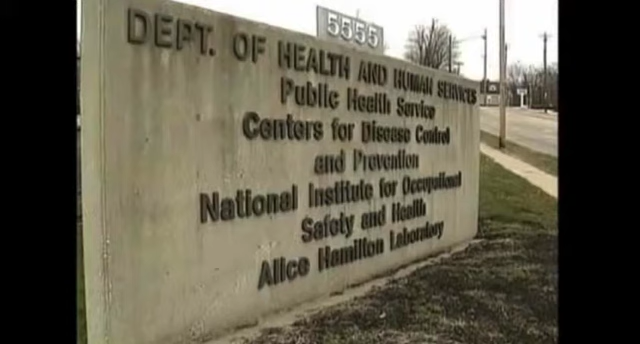 5555
DEPT. OF HEALTH AND HUMAN SERVICES
Public Health Service
Centers for Disease Control
and Prevention
National Institute for Occupational
Safety and Health
Alice Hamilton Laboratory